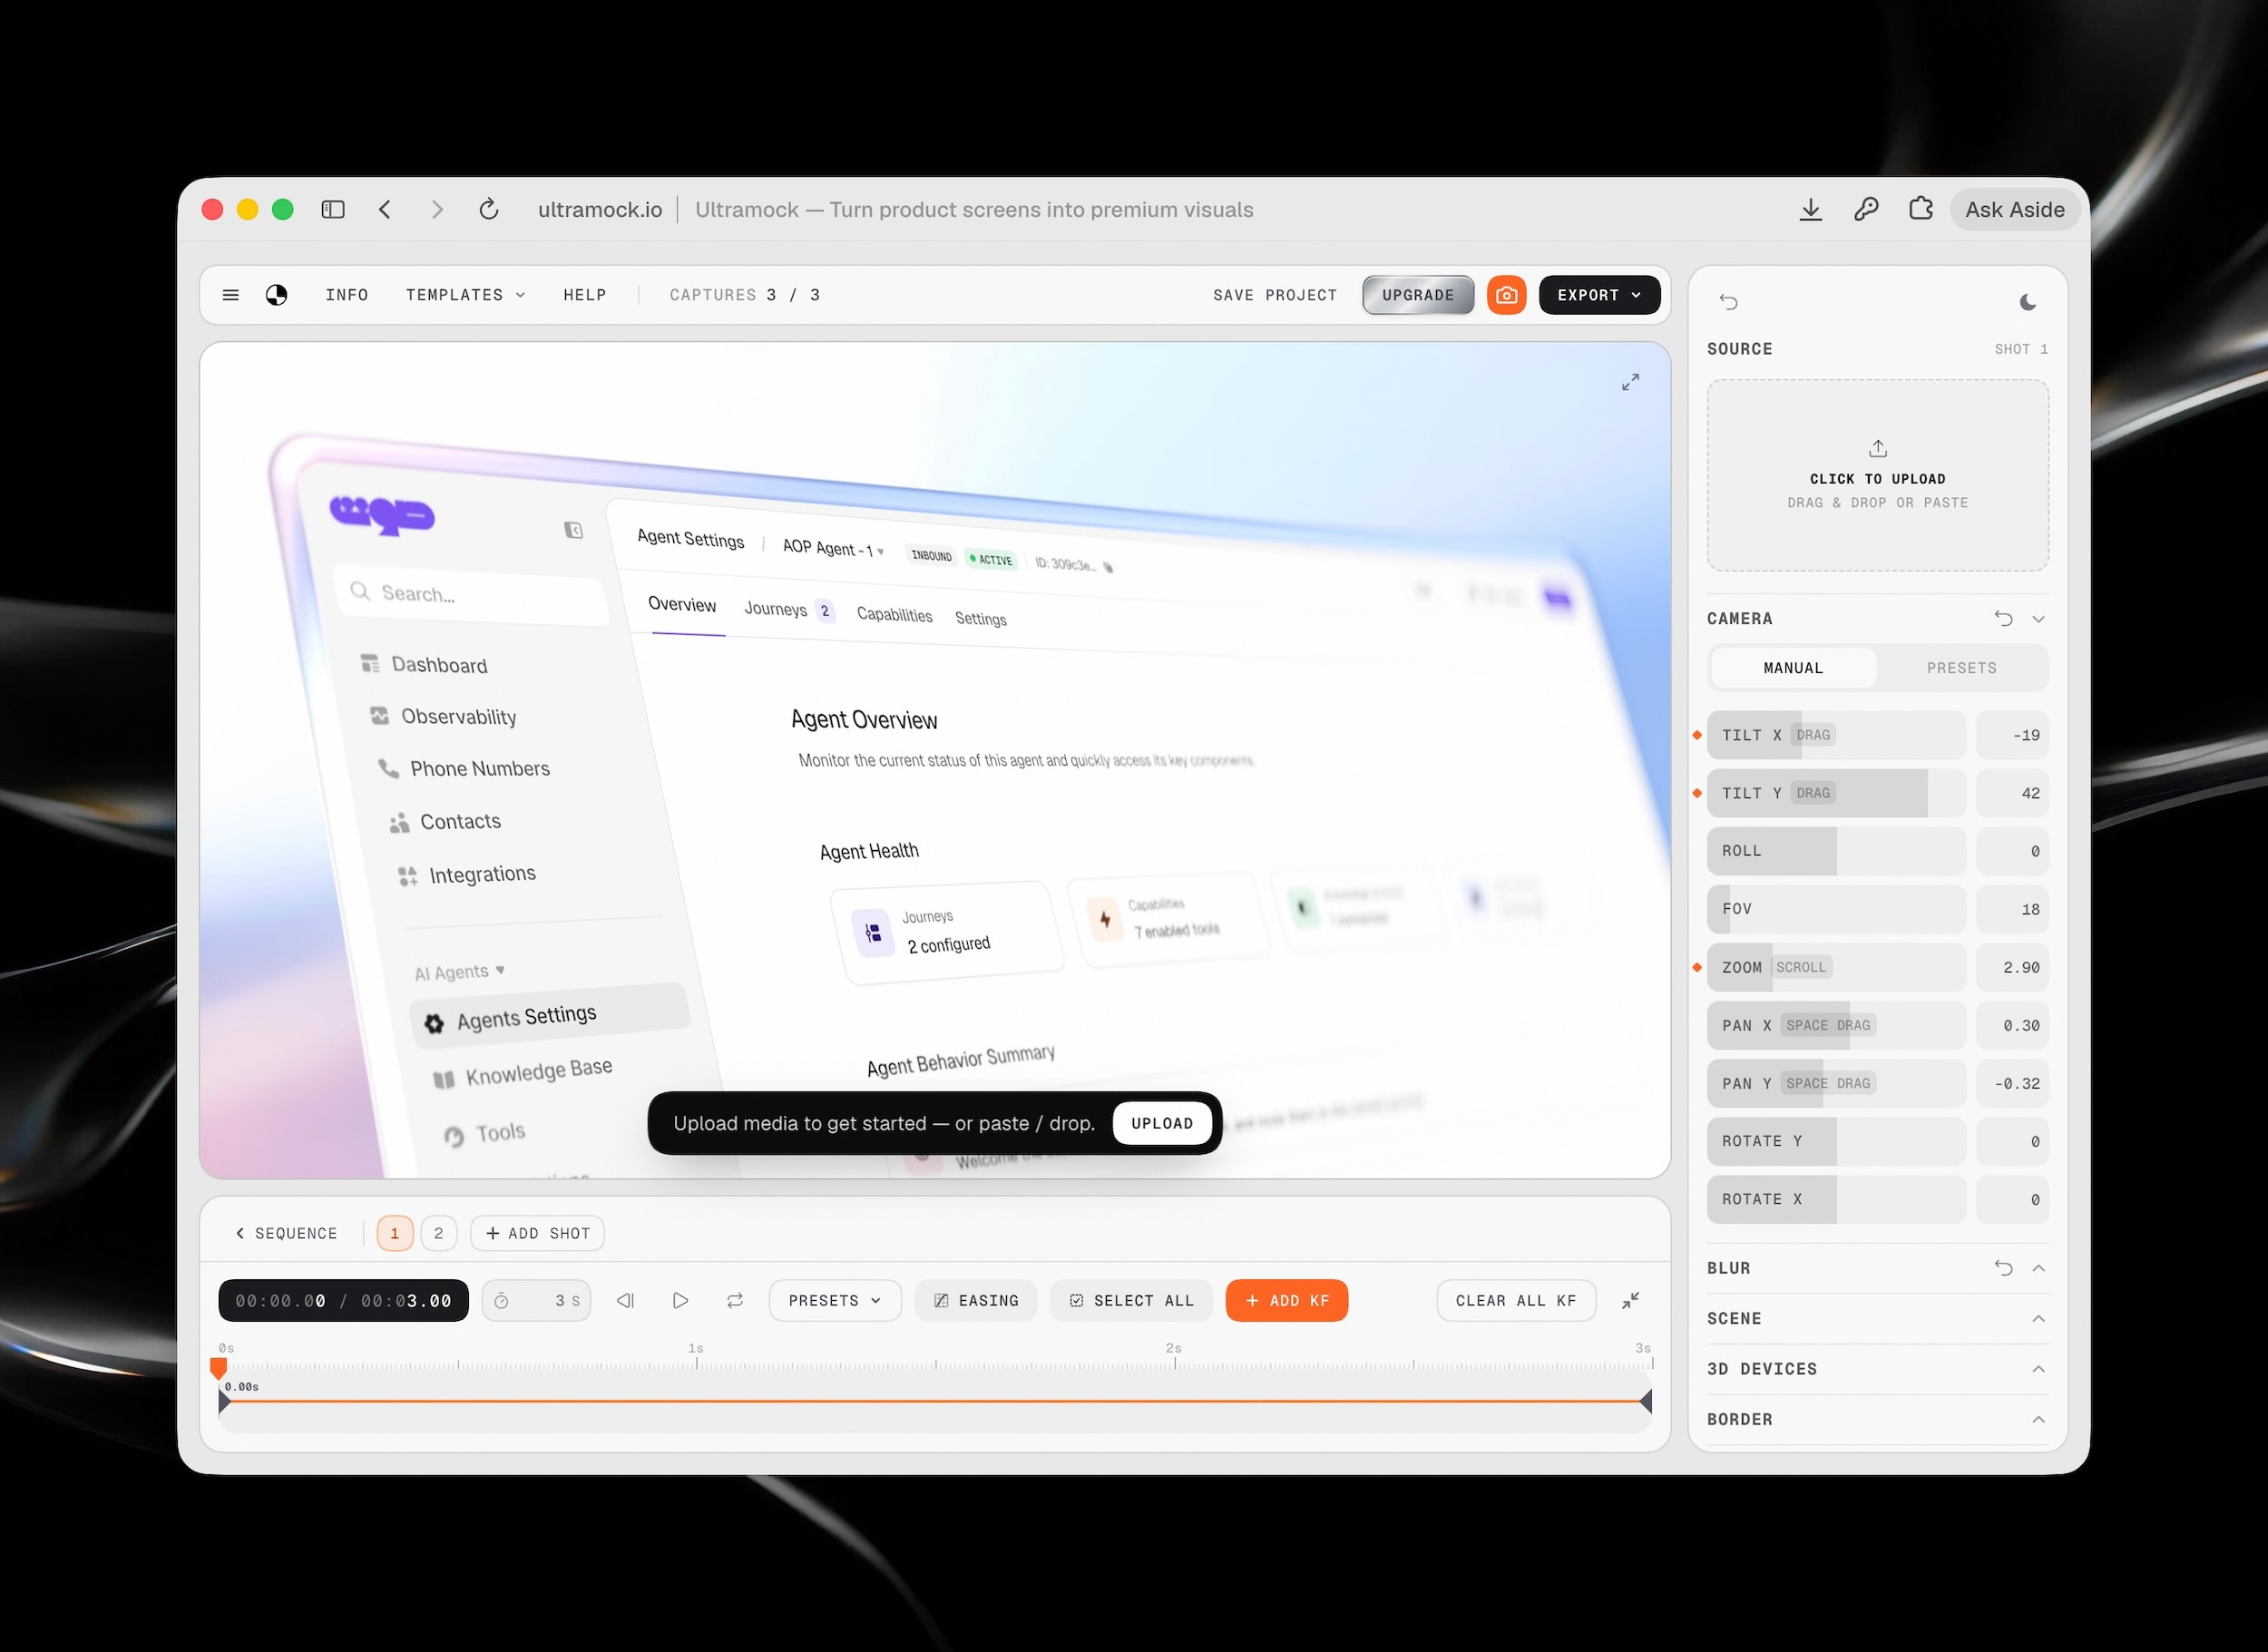 ultramock.io
Ultramock — Turn product screens into premium visuals
Ask Aside
INFO
TEMPLATES
HELP
CAPTURES 3 / 3
SAVE PROJECT
UPGRADE
EXPORT
Search...
Dashboard
Observability
Phone Numbers
Contacts
Integrations
AI Agents
Agents Settings
Knowledge Base
Tools
Agent Settings
AOP Agent - 1
INBOUND
ACTIVE
ID: 309c3e...
Overview
Journeys 2
Capabilities
Settings
Agent Overview
Monitor the current status of this agent and quickly access its key components.
Agent Health
Journeys
2 configured
Capabilities
7 enabled tools
Agent Behavior Summary
Welcome the
Upload media to get started — or paste / drop.
UPLOAD
SEQUENCE
1
2
+ ADD SHOT
00:00.00 / 00:03.00
3 S
PRESETS
EASING
SELECT ALL
+ ADD KF
CLEAR ALL KF
0s
1s
2s
3s
0.00s
SOURCE
SHOT 1
CLICK TO UPLOAD
DRAG & DROP OR PASTE
CAMERA
MANUAL
PRESETS
TILT X DRAG -19
TILT Y DRAG 42
ROLL 0
FOV 18
ZOOM SCROLL 2.90
PAN X SPACE DRAG 0.30
PAN Y SPACE DRAG -0.32
ROTATE Y 0
ROTATE X 0
BLUR
SCENE
3D DEVICES
BORDER